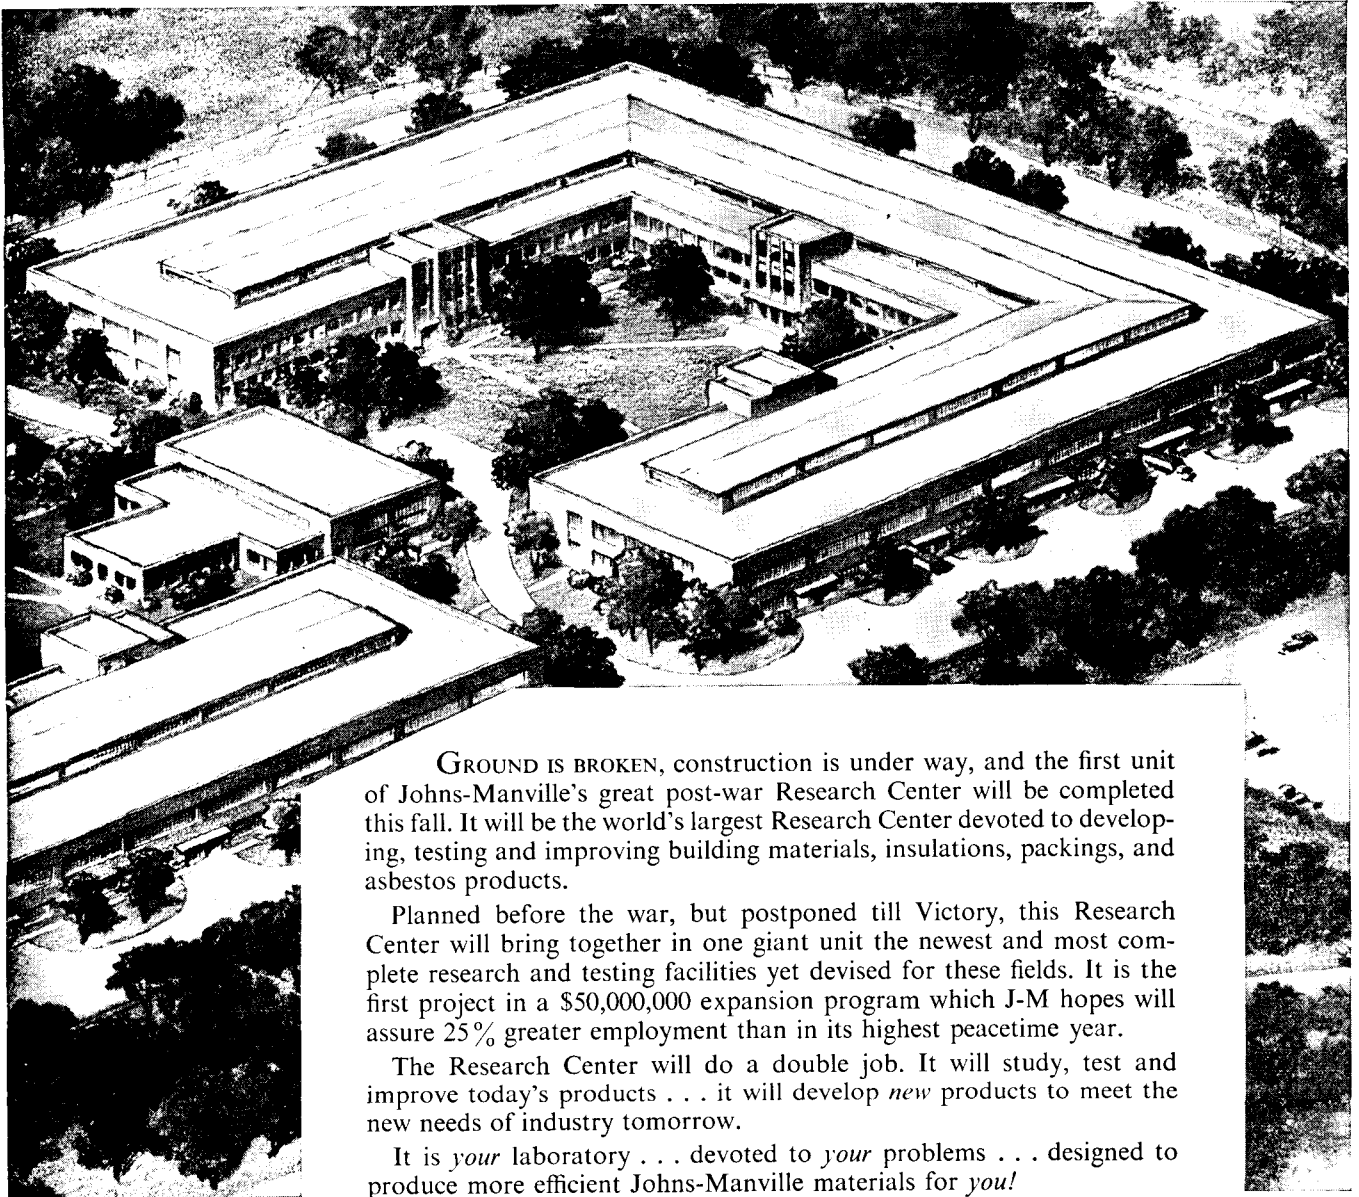 GROUND IS BROKEN, construction is under way, and the first unit
of Johns-Manville's great post-war Research Center will be completed
this fall. It will be the world's largest Research Center devoted to develop-
ing, testing and improving building materials, insulations, packings, and
asbestos products.
Planned before the war, but postponed till Victory, this Research
Center will bring together in one giant unit the newest and most com-
plete research and testing facilities yet devised for these fields. It is the
first project in a $50,000,000 expansion program which J-M hopes will
assure 25% greater employment than in its highest peacetime year.
The Research Center will do a double job. It will study, test and
improve today's products . . . it will develop new products to meet the
new needs of industry tomorrow.
It is your laboratory . . . devoted to your problems . . . designed to
produce more efficient Johns-Manville materials for you!